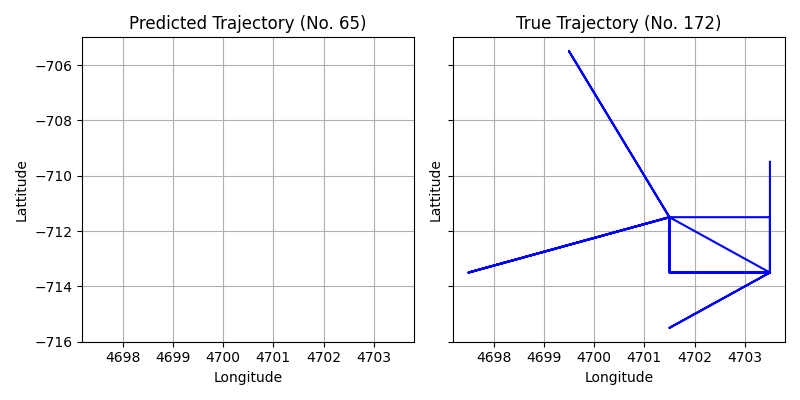 Predicted Trajectory (No. 65)
True Trajectory (No. 172)
−706
−708
−710
−712
−714
−716
Lattitude
Lattitude
4698 4699 4700 4701 4702 4703
4698 4699 4700 4701 4702 4703
Longitude
Longitude